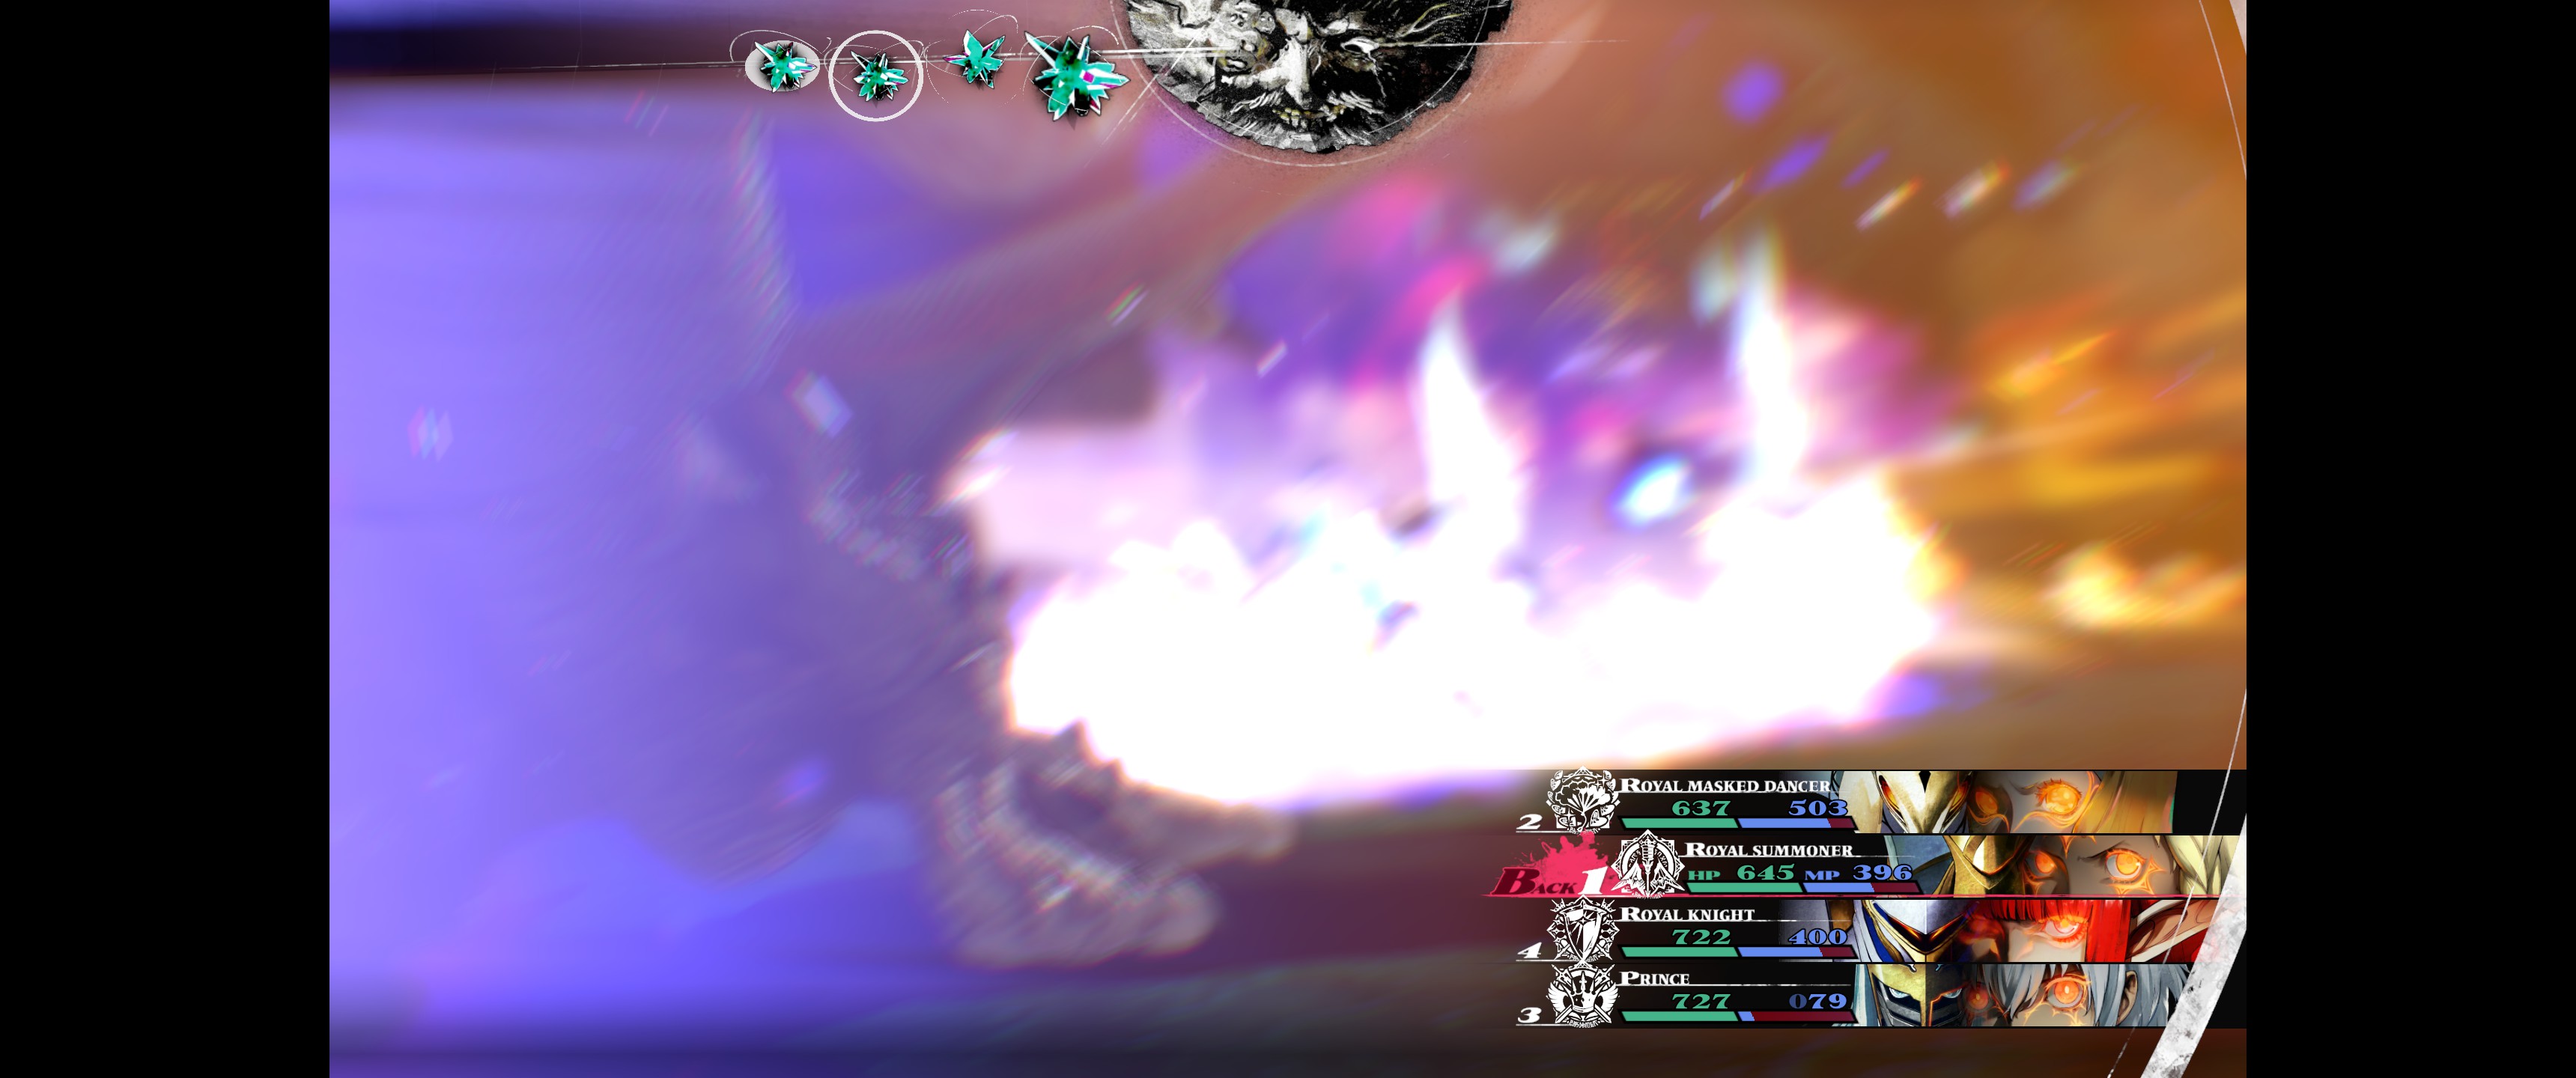 ROYAL MASKED DANCER
637 503
2
ROYAL SUMMONER
BACK 1 HP 645 MP 396
ROYAL KNIGHT
722 400
4
PRINCE
727 079
3